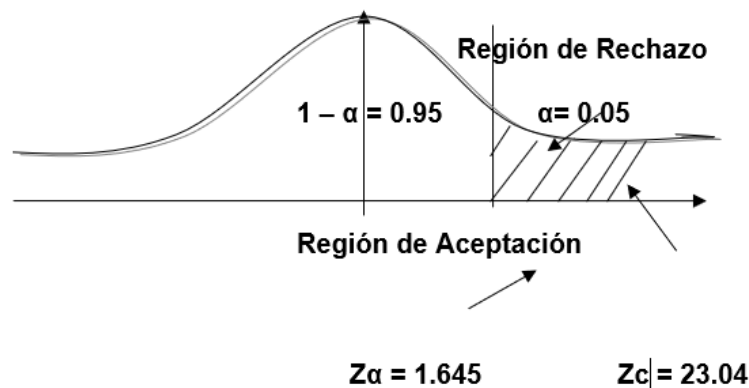 Región de Rechazo
1 – α = 0.95 α= 0.05
Región de Aceptación
Zα = 1.645 Zc = 23.04